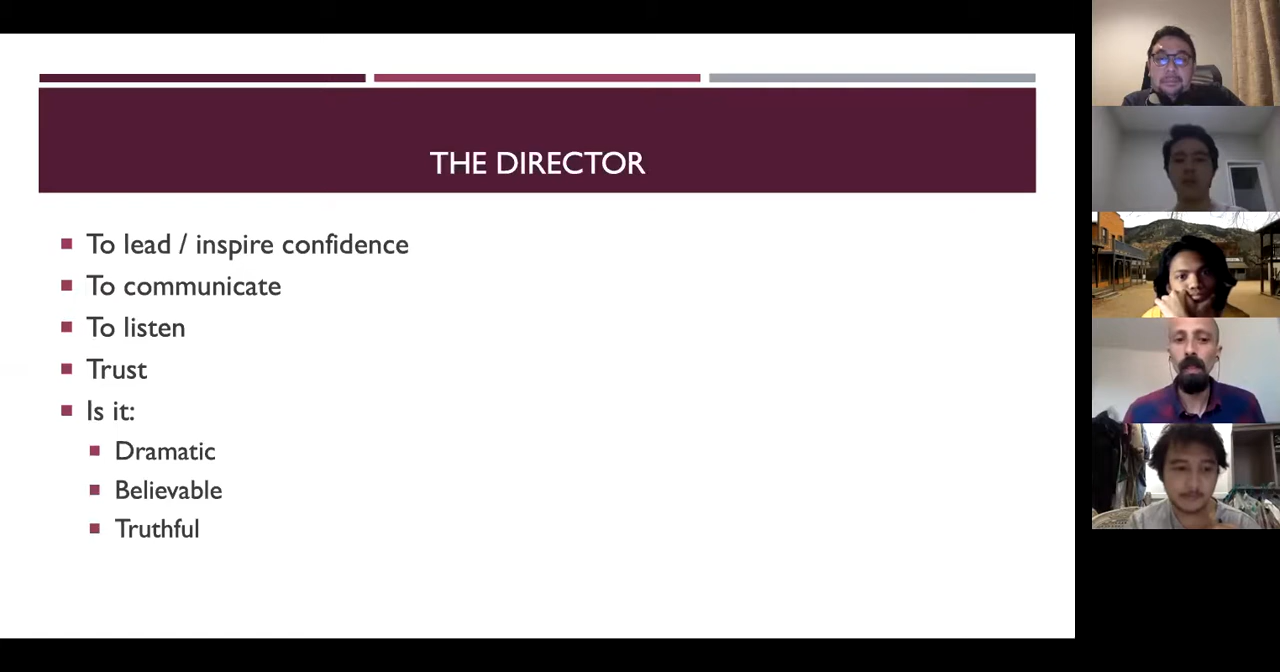 THE DIRECTOR
To lead / inspire confidence
To communicate
To listen
Trust
Is it:
Dramatic
Believable
Truthful